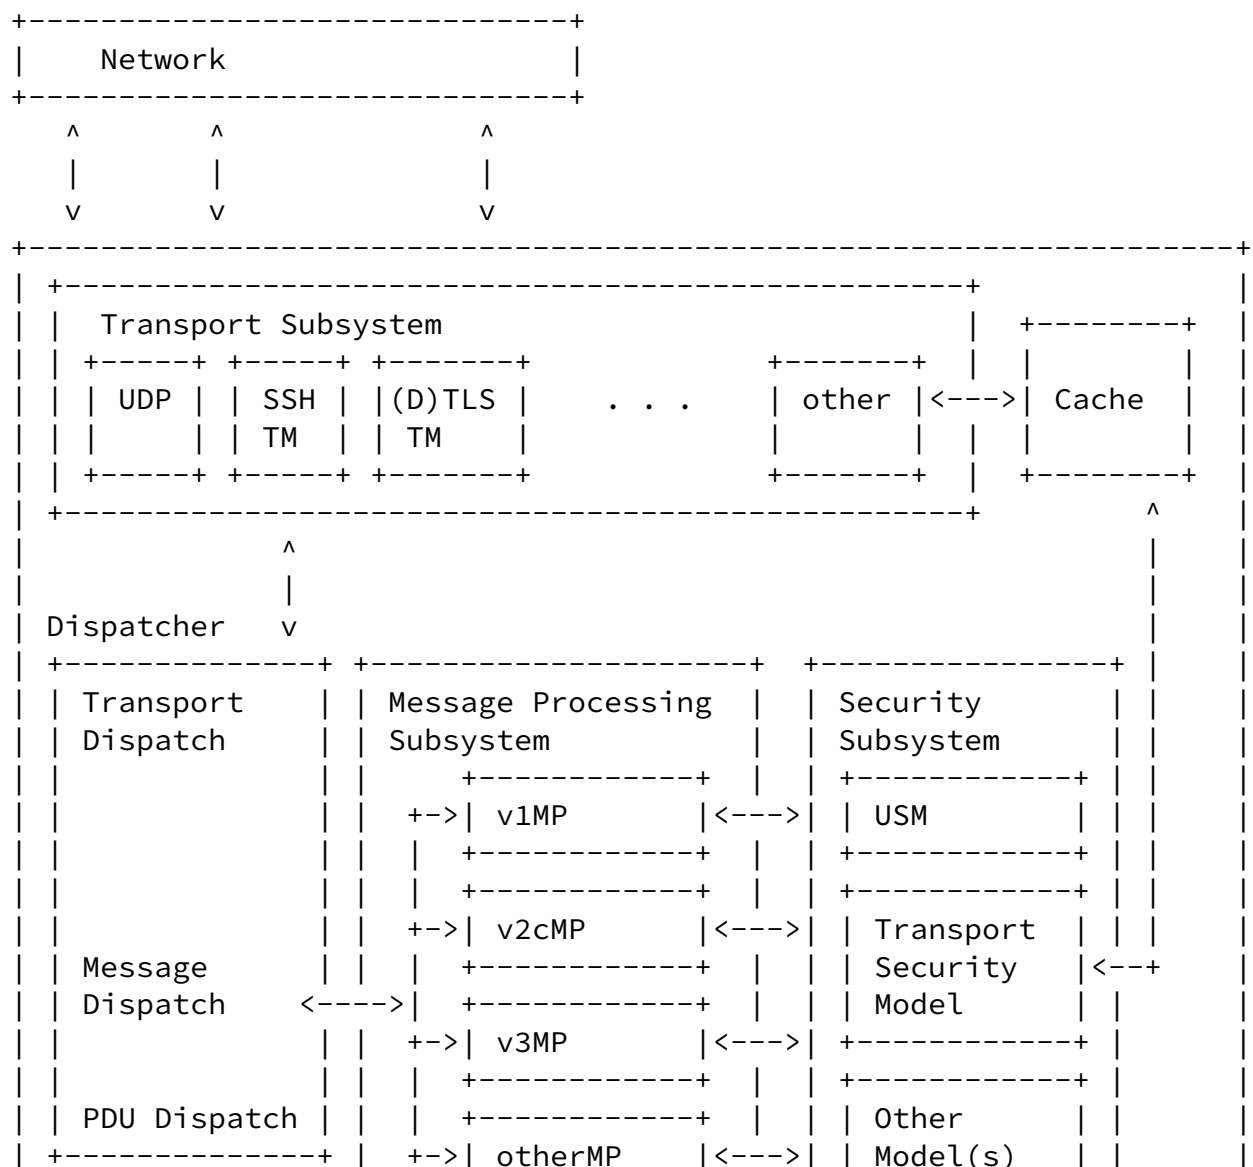 +------------------------------+
|    Network                   |
+------------------------------+
   ^       ^              ^
   |       |              |
   v       v              v
+-------------------------------------------------------------------+
| +--------------------------------------------------+              |
| |  Transport Subsystem                             |  +--------+  |
| | +-----+ +-----+ +-------+             +-------+  |  |        |  |
| | | UDP | | SSH | |(D)TLS |    . . .    | other |<--->| Cache  |  |
| | |     | | TM  | | TM    |             |       |  |  |        |  |
| | +-----+ +-----+ +-------+             +-------+  |  +--------+  |
| +--------------------------------------------------+         ^    |
|              ^                                               |    |
|              |                                               |    |
| Dispatcher   v                                               |    |
| +--------------+ +---------------------+  +----------------+ |    |
| | Transport    | | Message Processing  |  | Security       | |    |
| | Dispatch     | | Subsystem           |  | Subsystem      | |    |
| |              | |     +------------+  |  | +------------+ | |    |
| |              | |  +->| v1MP       |<--->| | USM        | | |    |
| |              | |  |  +------------+  |  | +------------+ | |    |
| |              | |  |  +------------+  |  | +------------+ | |    |
| |              | |  +->| v2cMP      |<--->| | Transport  | | |    |
| | Message      | |  |  +------------+  |  | | Security   |<--+    |
| | Dispatch    <---->|  +------------+  |  | | Model      | |      |
| |              | |  +->| v3MP       |<--->| +------------+ |      |
| |              | |  |  +------------+  |  | +------------+ |      |
| | PDU Dispatch | |  |  +------------+  |  | | Other      | |      |
| +--------------+ |  +->| otherMP    |<--->| | Model(s)   | |      |